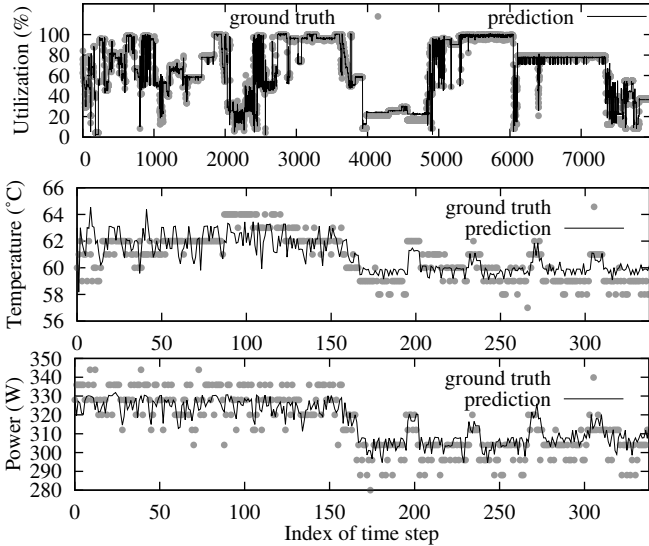 ground truth prediction
Utilization (%)
120
100
80
60
40
20
0
0 1000 2000 3000 4000 5000 6000 7000
Temperature (˚C)
66
64
62
60
58
56
ground truth
prediction
0 50 100 150 200 250 300
Power (W)
350
340
330
320
310
300
290
280
ground truth
prediction
0 50 100 150 200 250 300
Index of time step